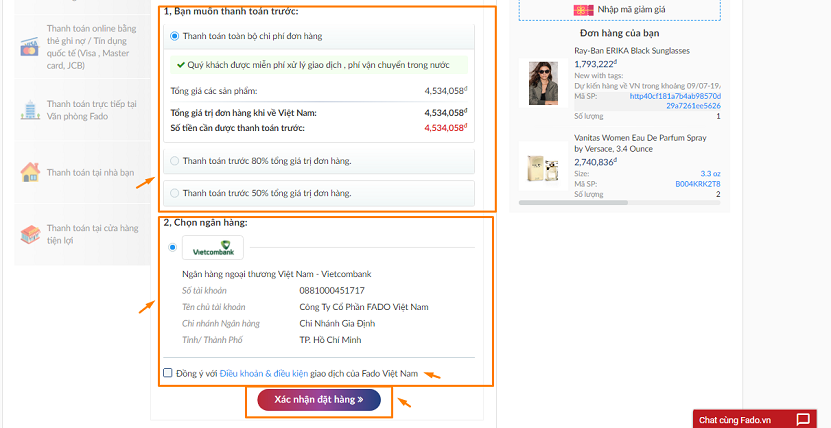 Thanh toán online bằng
thẻ ghi nợ / Tín dụng
quốc tế (Visa , Master
card, JCB)
Thanh toán trực tiếp tại
Văn phòng Fado
Thanh toán tại nhà bạn
Thanh toán tại cửa hàng
tiện lợi
1, Bạn muốn thanh toán trước:
Thanh toán toàn bộ chi phí đơn hàng
Quý khách được miễn phí xử lý giao dịch , phí vận chuyển trong nước
Tổng giá các sản phẩm: 4,534,058đ
Tổng giá trị đơn hàng khi về Việt Nam: 4,534,058đ
Số tiền cần được thanh toán trước: 4,534,058đ
Thanh toán trước 80% tổng giá trị đơn hàng.
Thanh toán trước 50% tổng giá trị đơn hàng.
2, Chọn ngân hàng:
Vietcombank
Ngân hàng ngoại thương Việt Nam - Vietcombank
Số tài khoản 0881000451717
Tên chủ tài khoản Công Ty Cổ Phần FADO Việt Nam
Chi nhánh Ngân hàng Chi Nhánh Gia Định
Tỉnh/ Thành Phố TP. Hồ Chí Minh
Đồng ý với Điều khoản & điều kiện giao dịch của Fado Việt Nam
Xác nhận đặt hàng »
Nhập mã giảm giá
Đơn hàng của bạn
Ray-Ban ERIKA Black Sunglasses
1,793,222đ
New with tags:
Dự kiến hàng về VN trong khoảng 09/07-19/
Mã SP: http40cf181a7b4ab98570d
29a7261ee5626
Số lượng 1
Vanitas Women Eau De Parfum Spray
by Versace, 3.4 Ounce
2,740,836đ
Size: 3.3 oz
Mã SP: B004KRK2T8
Số lượng 2
Chat cùng Fado.vn